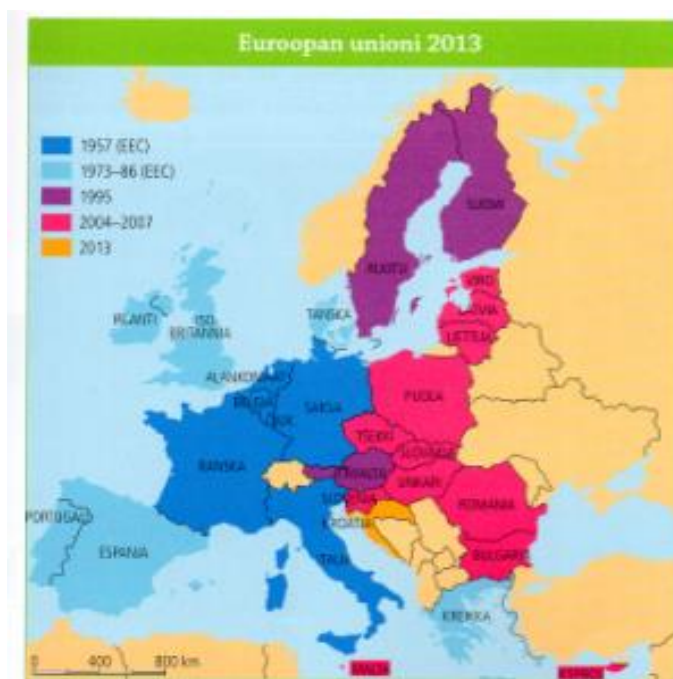 Euroopan unioni 2013
1957 (EEC)
1973–86 (EEC)
1995
2004–2007
2013
SUOMI
RUOTSI
VIRO
LATVIA
LIETTUA
TANSKA
IRLANTI
ISO-
BRITANNIA
ALANKOMAAT
BELGIA
SAKSA
PUOLA
TSEKKI
SLOVAKIA
RANSKA
ITÄVALTA
UNKARI
SLOVENIA
ROMANIA
KROATIA
PORTUGALI
ESPANJA
ITALIA
BULGARIA
KREIKKA
MALTA
KYPROS
0 400 800 km